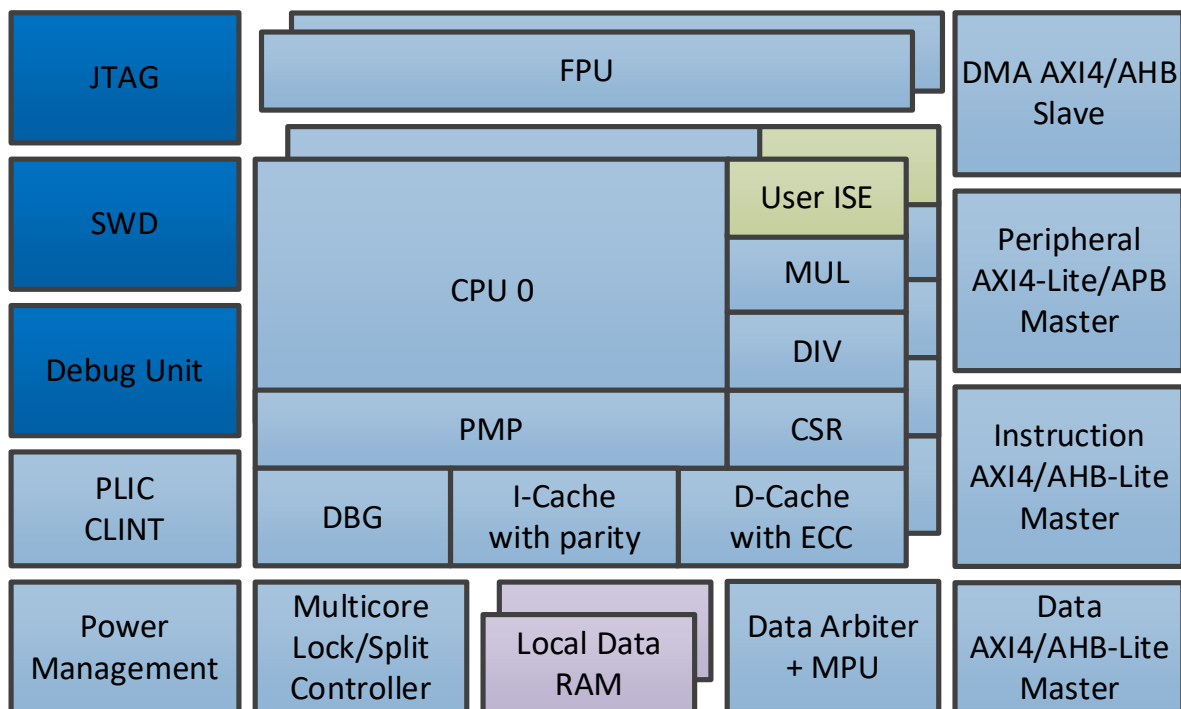 JTAG
FPU
DMA AXI4/AHB
Slave
SWD
User ISE
CPU 0
MUL
DIV
Peripheral
AXI4-Lite/APB
Master
Debug Unit
PMP
CSR
Instruction
AXI4/AHB-Lite
Master
PLIC
CLINT
DBG
I-Cache
with parity
D-Cache
with ECC
Power
Management
Multicore
Lock/Split
Controller
Local Data
RAM
Data Arbiter
+ MPU
Data
AXI4/AHB-Lite
Master